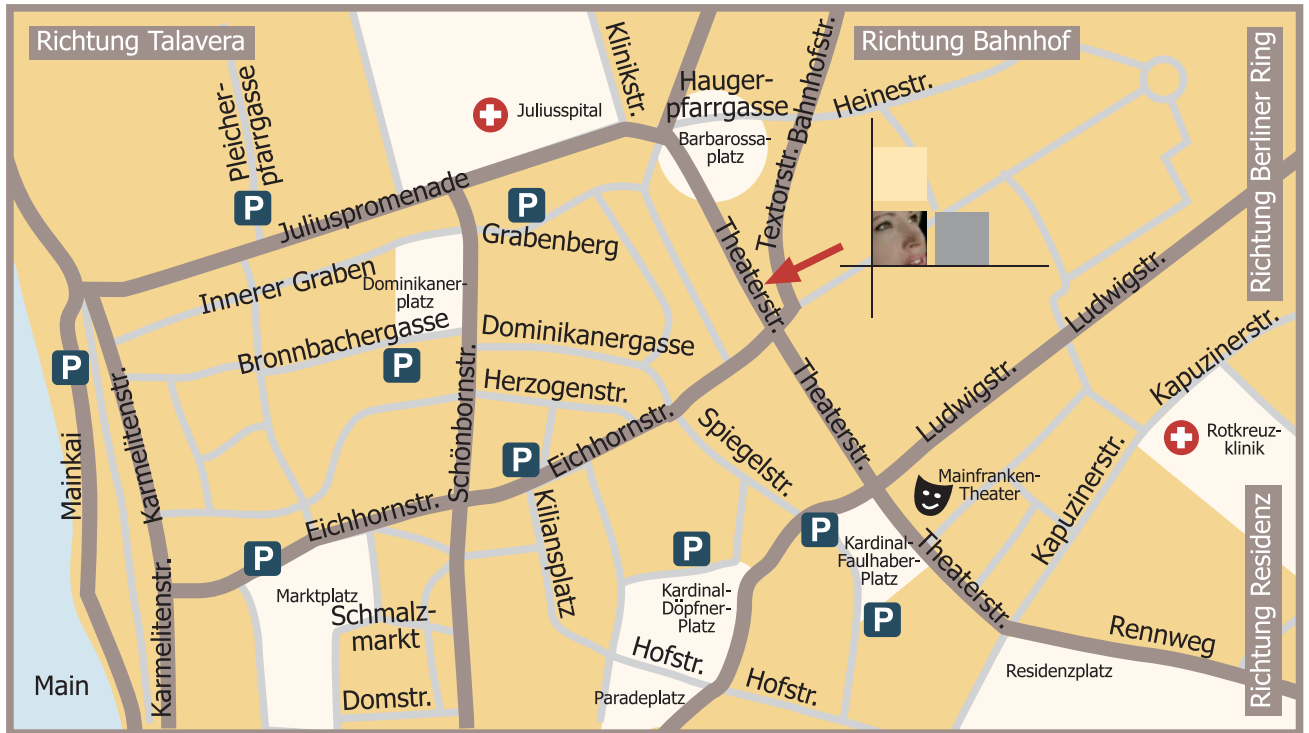 Richtung Talavera
Richtung Bahnhof
Richtung Berliner Ring
Klinikstr.
Hauger-
pfarrgasse
Textorstr. Bahnhofstr.
Heinestr.
Pleicher-
pfarrgasse
Juliusspital
Barbarossa-
platz
P
P
Juliuspromenade
Grabenberg
Theaterstr.
Innerer Graben
Dominikaner-
platz
Ludwigstr.
Bronnbachergasse
Dominikanergasse
P
P
Kapuzinerstr.
Herzogenstr.
Theaterstr.
Ludwigstr.
Karmelitenstr.
Schönbornstr.
Eichhornstr.
Spiegelstr.
Rotkreuz-
klinik
Mainkai
P
Mainfranken-
Theater
Kapuzinerstr.
Eichhornstr.
Kiliansplatz
P
P
P
Kardinal-
Faulhaber-
Platz
Theaterstr.
Richtung Residenz
Marktplatz
Schmalz-
markt
Kardinal-
Döpfner-
Platz
P
Karmelitenstr.
Hofstr.
Rennweg
Residenzplatz
Main
Domstr.
Paradeplatz
Hofstr.